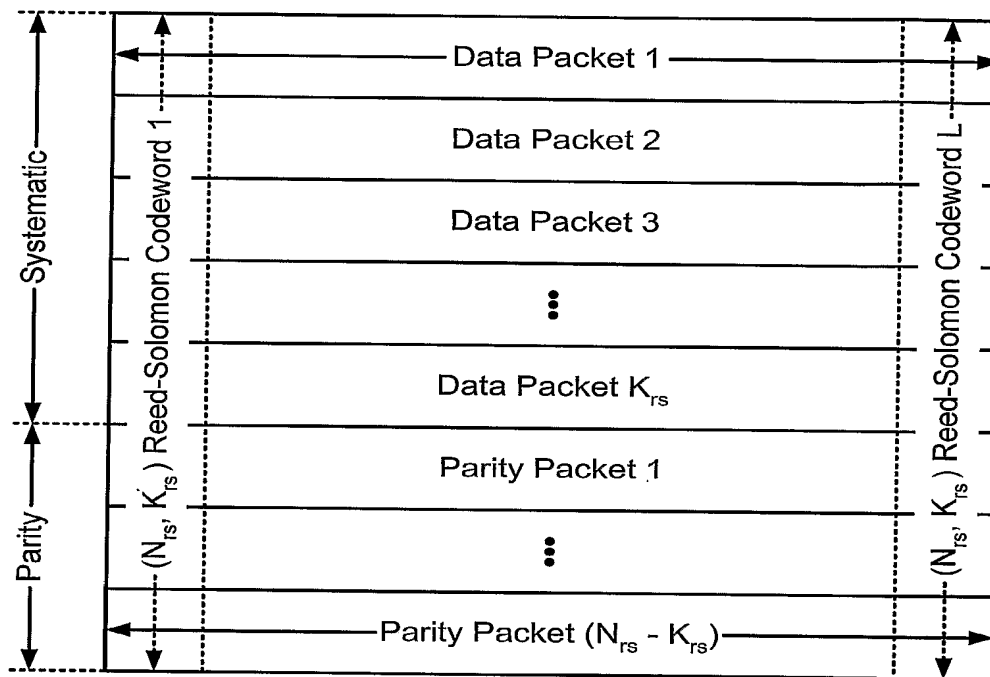 Systematic
Parity
(N_rs, K_rs) Reed-Solomon Codeword 1
Data Packet 1
Data Packet 2
Data Packet 3
Data Packet K_rs
Parity Packet 1
Parity Packet (N_rs - K_rs)
(N_rs, K_rs) Reed-Solomon Codeword L